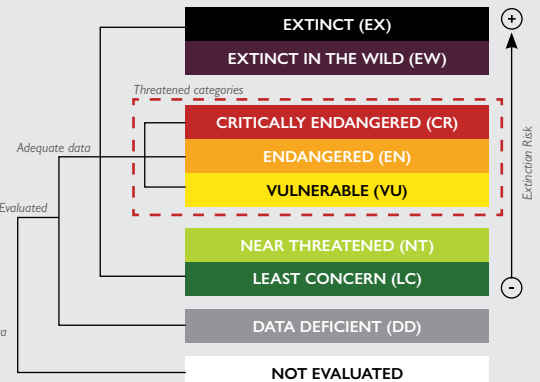 EXTINCT (EX)
EXTINCT IN THE WILD (EW)
Threatened categories
CRITICALLY ENDANGERED (CR)
Adequate data
ENDANGERED (EN)
VULNERABLE (VU)
Extinction Risk
Evaluated
NEAR THREATENED (NT)
LEAST CONCERN (LC)
DATA DEFICIENT (DD)
NOT EVALUATED
+
-